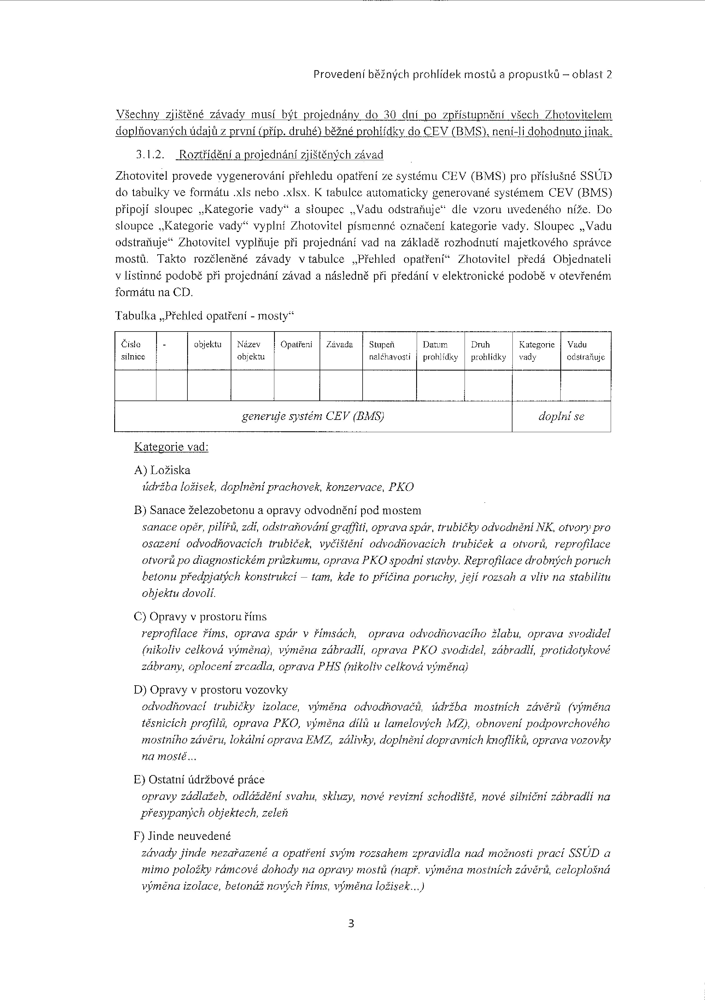 Provedení běžných prohlídek mostů a propustků – oblast 2
Všechny zjištěné závady musí být projednány do 30 dní po zpřístupnění všech Zhotovitelem
doplňovaných údajů z první (příp. druhé) běžné prohlídky do CEV (BMS), není-li dohodnuto jinak.
3.1.2. Roztřídění a projednání zjištěných závad
Zhotovitel provede vygenerování přehledu opatření ze systému CEV (BMS) pro příslušné SSÚD
do tabulky ve formátu .xls nebo .xlsx. K tabulce automaticky generované systémem CEV (BMS)
připojí sloupec „Kategorie vady“ a sloupec „Vadu odstraňuje“ dle vzoru uvedeného níže. Do
sloupce „Kategorie vady“ vyplní Zhotovitel písmenné označení kategorie vady. Sloupec „Vadu
odstraňuje“ Zhotovitel vyplňuje při projednání vad na základě rozhodnutí majetkového správce
mostů. Takto rozčleněné závady v tabulce „Přehled opatření“ Zhotovitel předá Objednateli
v listinné podobě při projednání závad a následně při předání v elektronické podobě v otevřeném
formátu na CD.
Tabulka „Přehled opatření - mosty“
Číslo - objektu Název Opatření Závada Stupeň Datum Druh Kategorie Vadu
silnice objektu naléhavosti prohlídky prohlídky vady odstraňuje
generuje systém CEV (BMS) doplní se
Kategorie vad:
A) Ložiska
údržba ložisek, doplnění prachovek, konzervace, PKO
B) Sanace železobetonu a opravy odvodnění pod mostem
sanace opěr, pilířů, zdí, odstraňování graffiti, oprava spár, trubičky odvodnění NK, otvory pro
osazení odvodňovacích trubiček, vyčištění odvodňovacích trubiček a otvorů, reprofilace
otvorů po diagnostickém průzkumu, oprava PKO spodní stavby. Reprofilace drobných poruch
betonu předpjatých konstrukcí – tam, kde to příčina poruchy, její rozsah a vliv na stabilitu
objektu dovolí.
C) Opravy v prostoru říms
reprofilace říms, oprava spár v římsách, oprava odvodňovacího žlabu, oprava svodidel
(nikoliv celková výměna), výměna zábradlí, oprava PKO svodidel, zábradlí, protidotykové
zábrany, oplocení zrcadla, oprava PHS (nikoliv celková výměna)
D) Opravy v prostoru vozovky
odvodňovací trubičky izolace, výměna odvodňovačů, údržba mostních závěrů (výměna
těsnicích profilů, oprava PKO, výměna dílů u lamelových MZ), obnovení podpovrchového
mostního závěru, lokální oprava EMZ, zálivky, doplnění dopravních knoflíků, oprava vozovky
na mostě...
E) Ostatní údržbové práce
opravy zádlažeb, odláždění svahu, skluzy, nové revizní schodiště, nové silniční zábradlí na
přesypaných objektech, zeleň
F) Jinde neuvedené
závady jinde nezařazené a opatření svým rozsahem zpravidla nad možnosti prací SSÚD a
mimo položky rámcové dohody na opravy mostů (např. výměna mostních závěrů, celoplošná
výměna izolace, betonáž nových říms, výměna ložisek...)
3